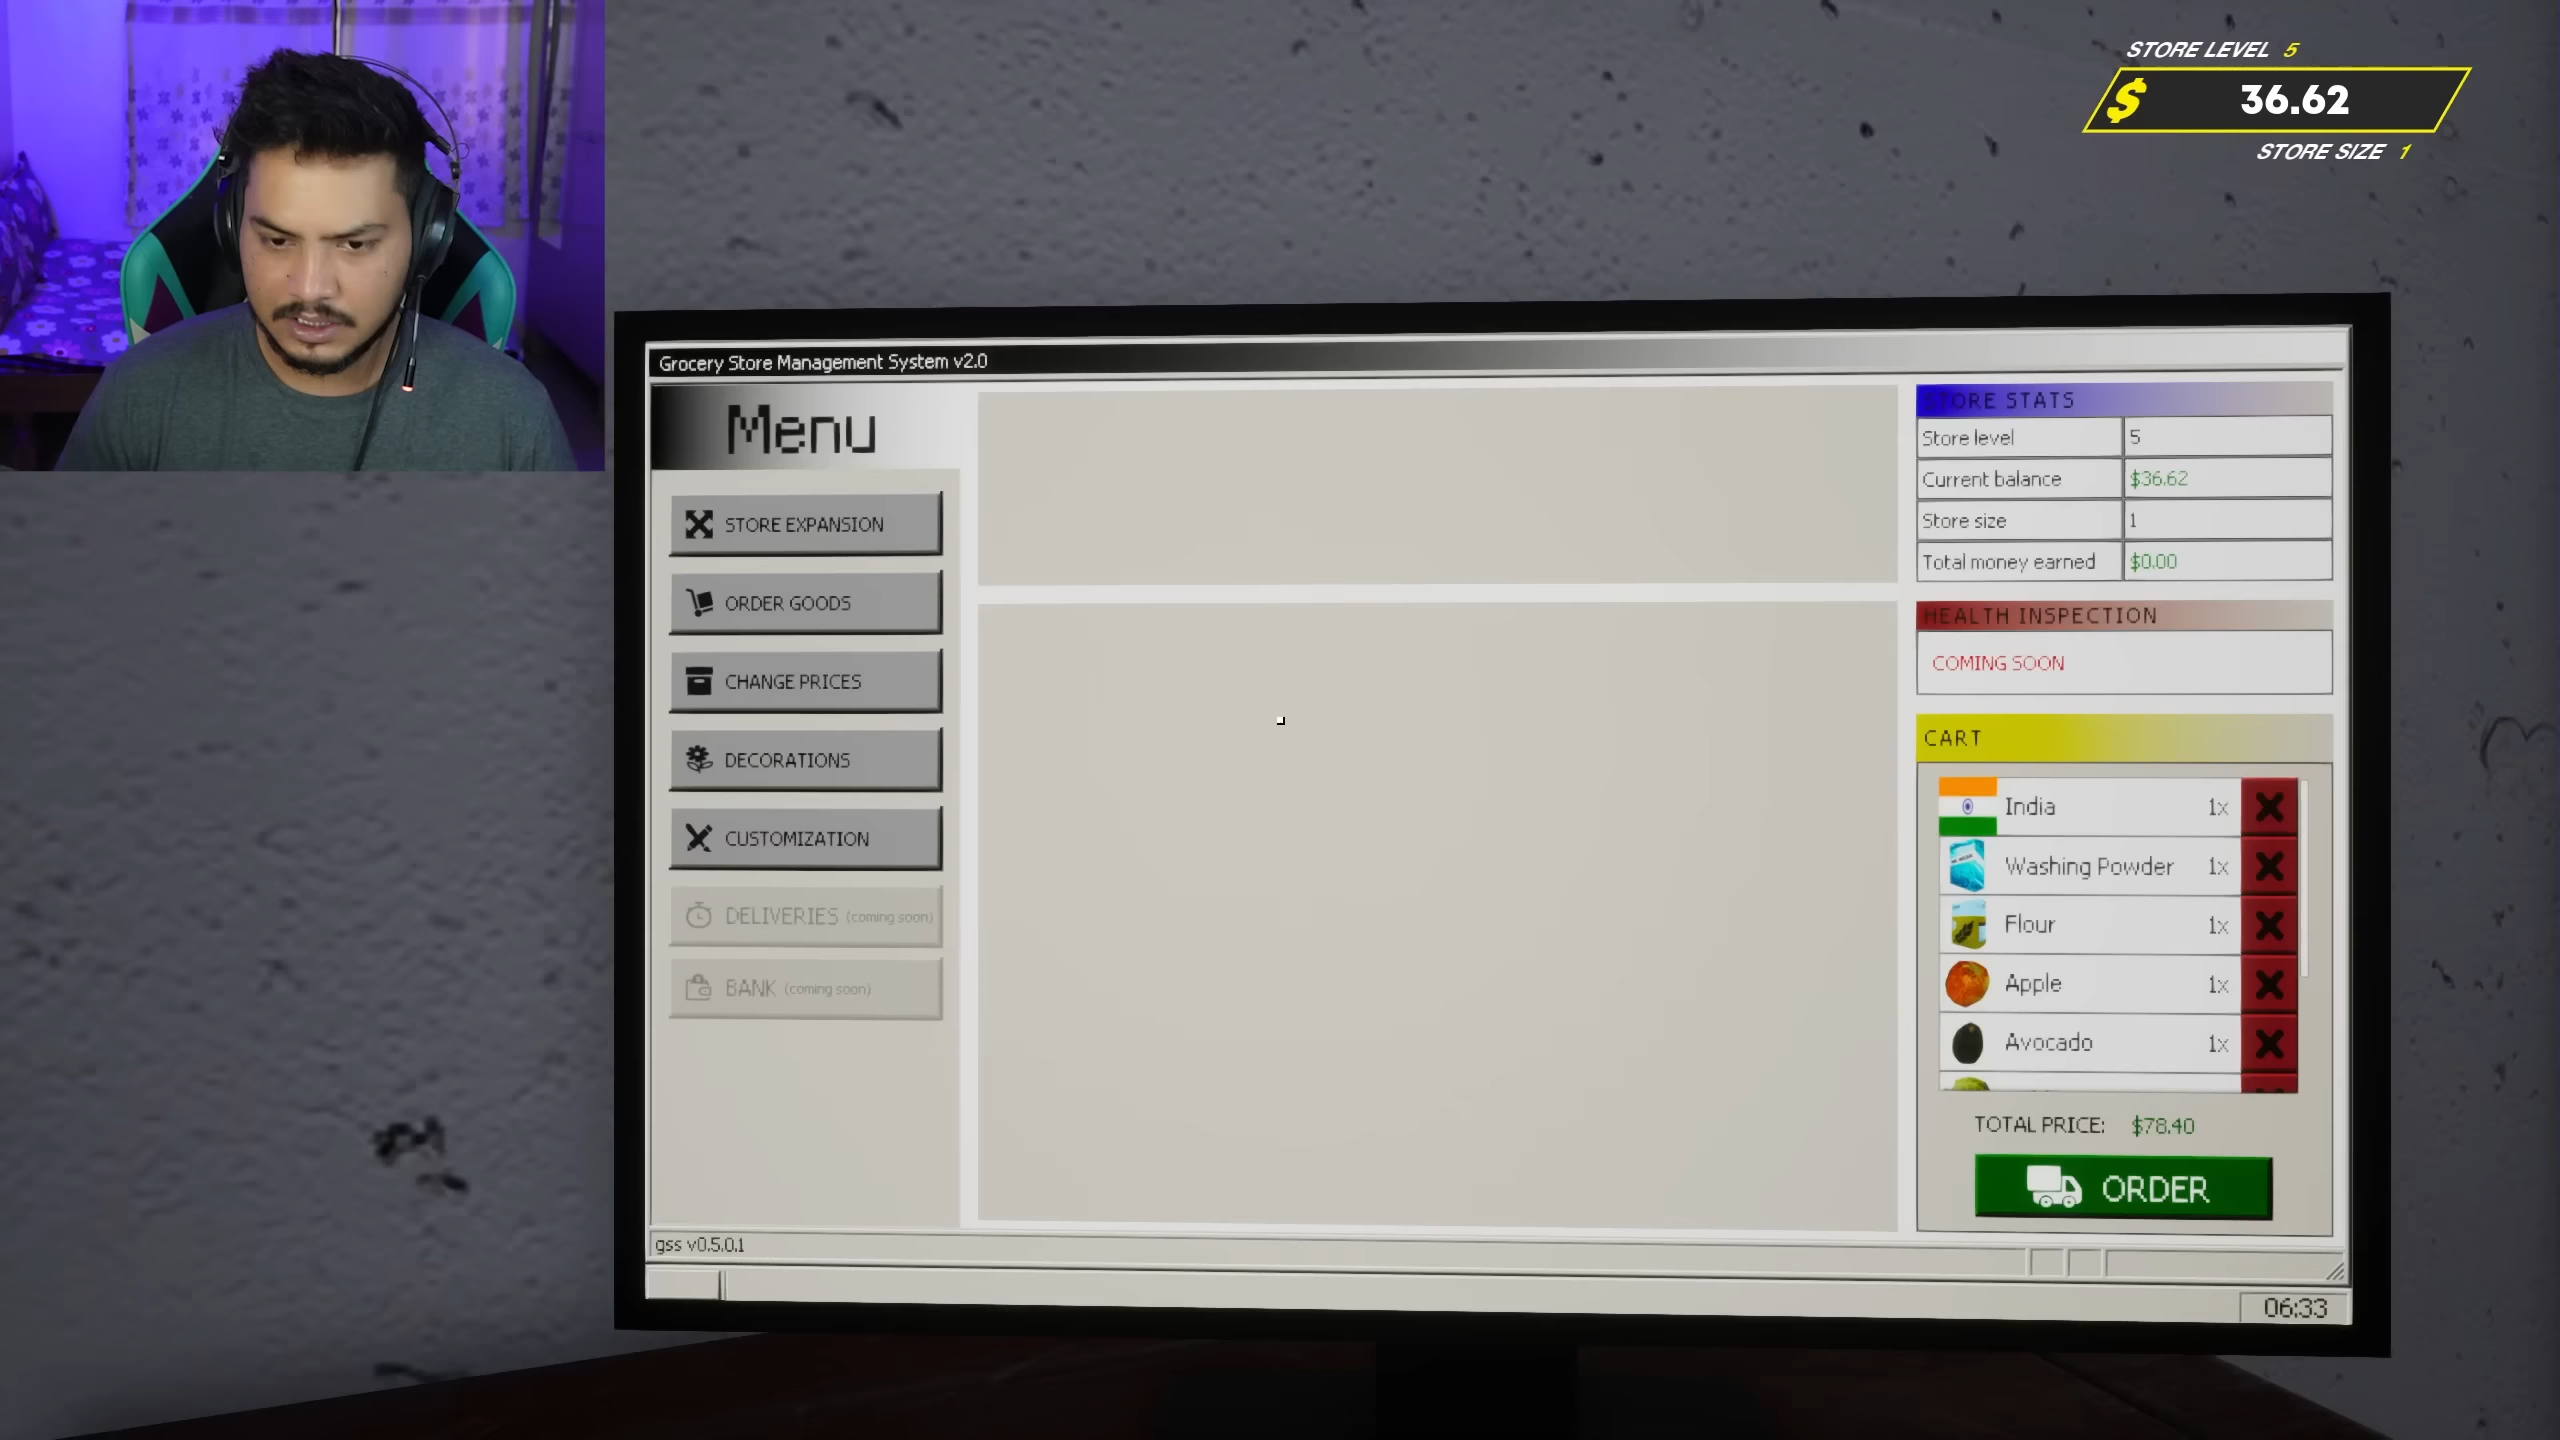 STORE LEVEL 5
$ 36.62
STORE SIZE 1
Grocery Store Management System v2.0
Menu
STORE EXPANSION
ORDER GOODS
CHANGE PRICES
DECORATIONS
CUSTOMIZATION
DELIVERIES (coming soon)
BANK (coming soon)
STORE STATS
Store level 5
Current balance $36.62
Store size 1
Total money earned $0.00
HEALTH INSPECTION
COMING SOON
CART
India 1x
Washing Powder 1x
Flour 1x
Apple 1x
Avocado 1x
TOTAL PRICE: $78.40
ORDER
gss v0.5.0.1
06:33